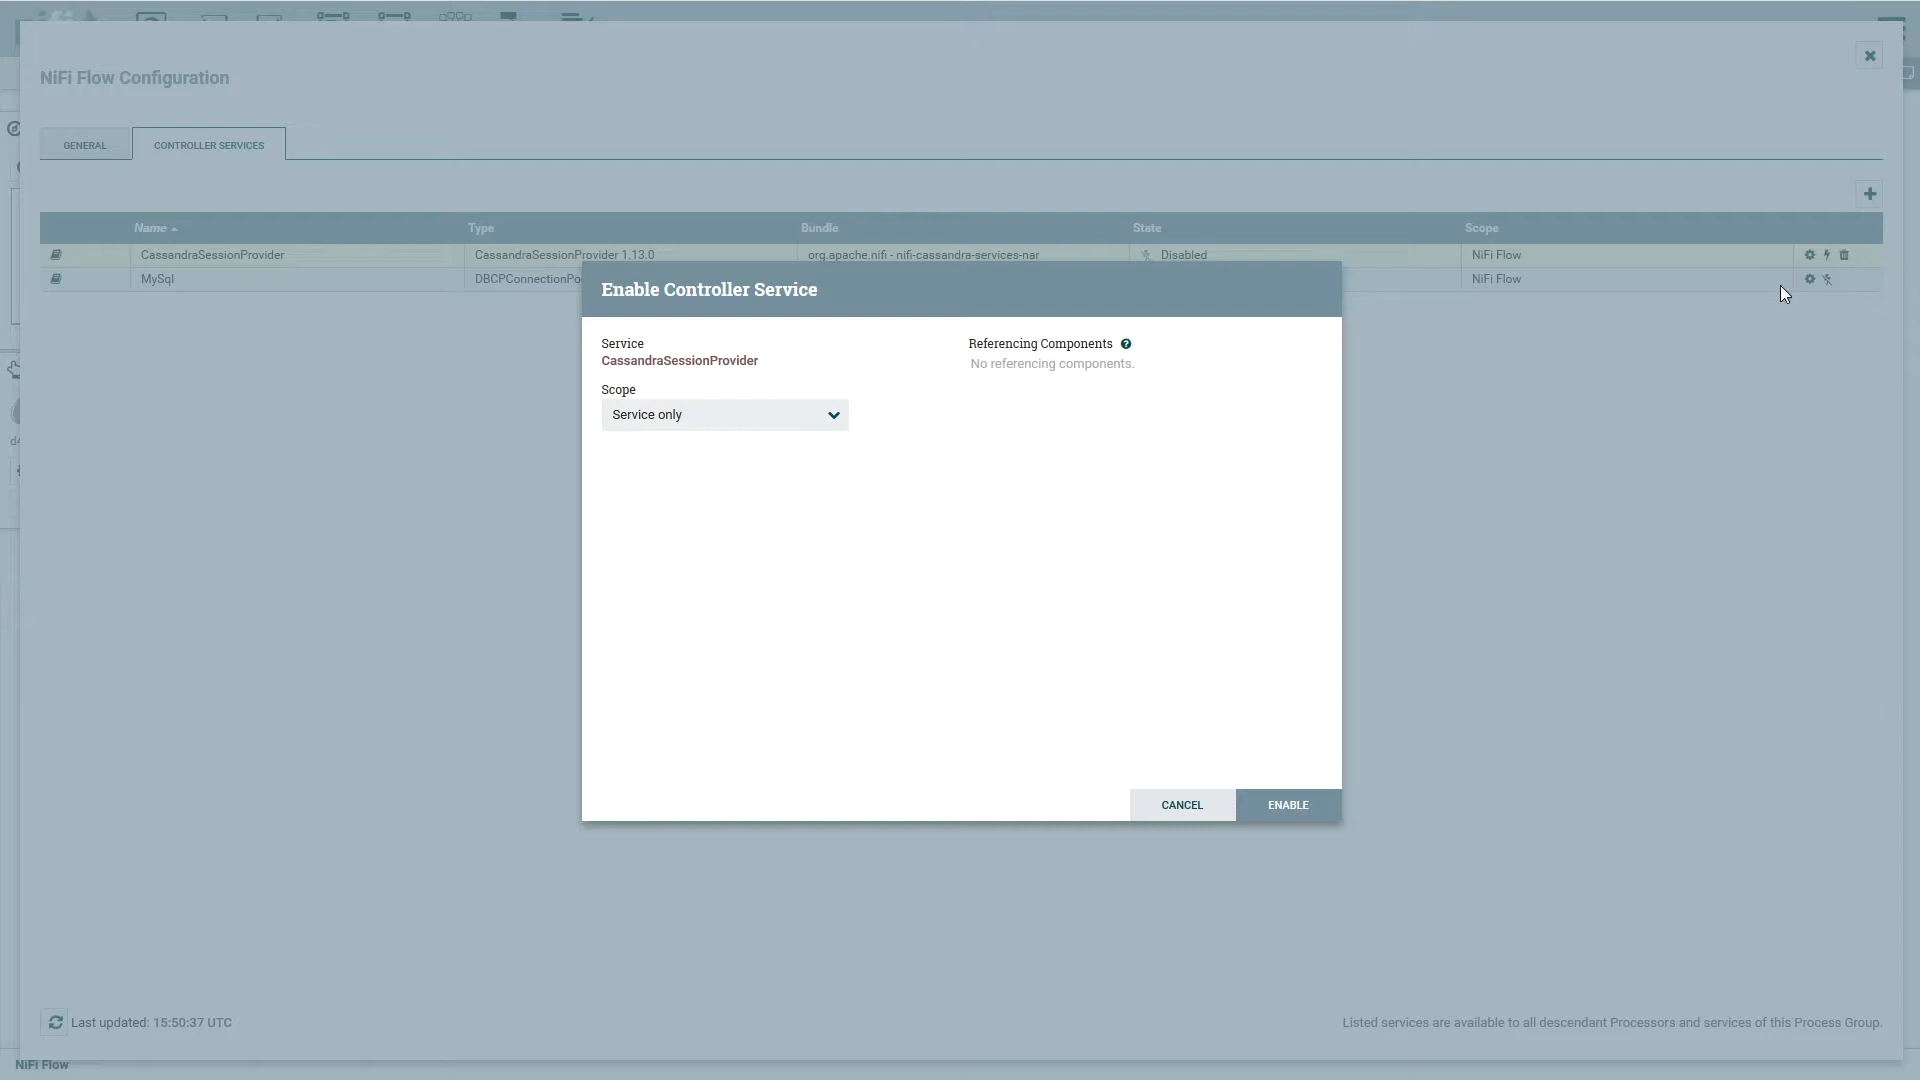 NiFi Flow Configuration
GENERAL
CONTROLLER SERVICES
Name Type Bundle State Scope
CassandraSessionProvider CassandraSessionProvider 1.13.0 org.apache.nifi - nifi-cassandra-services-nar Disabled NiFi Flow
MySql DBCPConnectionPo NiFi Flow
Enable Controller Service
Service
CassandraSessionProvider
Scope
Service only
Referencing Components
No referencing components.
CANCEL
ENABLE
Last updated: 15:50:37 UTC
Listed services are available to all descendant Processors and services of this Process Group.
NiFi Flow